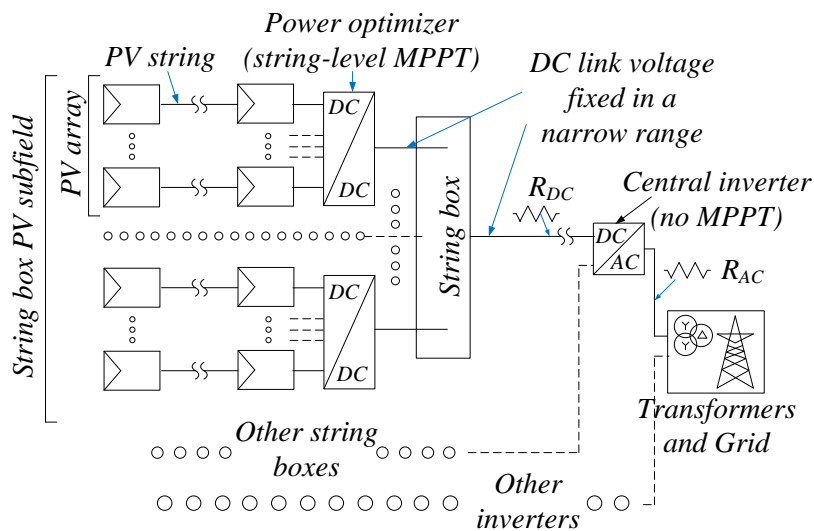 Power optimizer
(string-level MPPT)
PV string
DC link voltage
fixed in a
narrow range
String box PV subfield
PV array
DC
DC
String box
R_DC
Central inverter
(no MPPT)
DC
AC
R_AC
DC
DC
Y
Y
Δ
Transformers
and Grid
Other string
boxes
Other
inverters